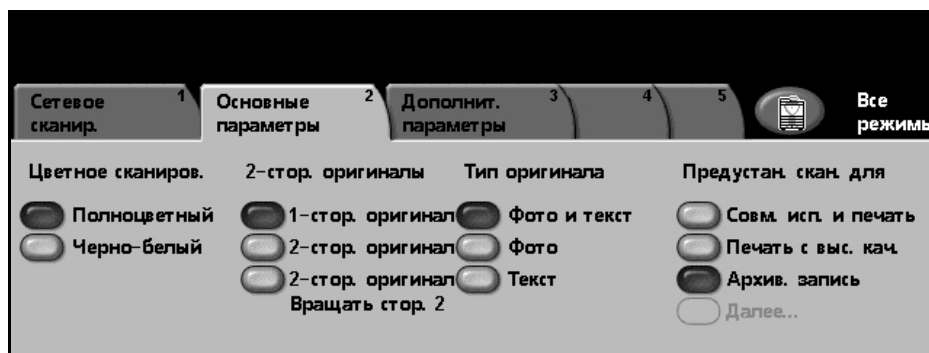 Сетевое
сканир.
1
Основные
параметры
2
Дополнит.
параметры
3
4
5
Все
режимы
Цветное сканиров.
Полноцветный
Черно-белый
2-стор. оригиналы
1-стор. оригинал
2-стор. оригинал
2-стор. оригинал
Вращать стор. 2
Тип оригинала
Фото и текст
Фото
Текст
Предустан. скан. для
Совм. исп. и печать
Печать с выс. кач.
Архив. запись
Далее...